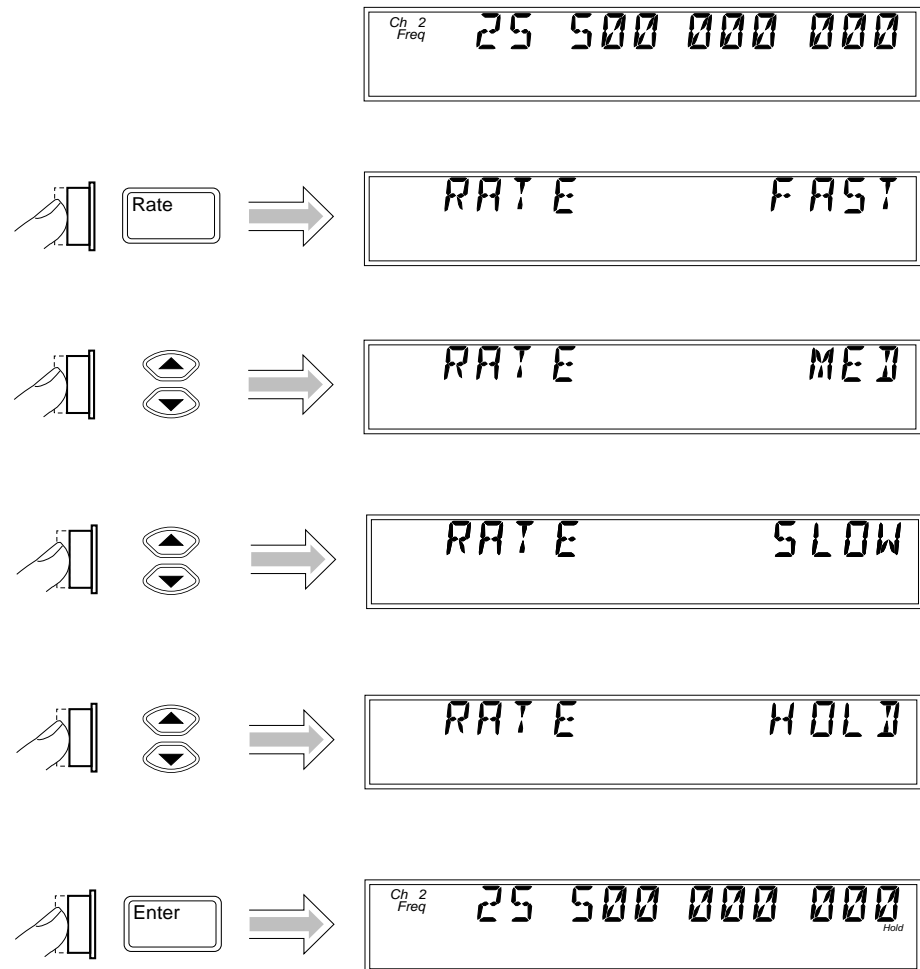 Ch 2
Freq
25 500 000 000
Rate
RATE FAST
RATE MED
RATE SLOW
RATE HOLD
Enter
Ch 2
Freq
25 500 000 000
Hold